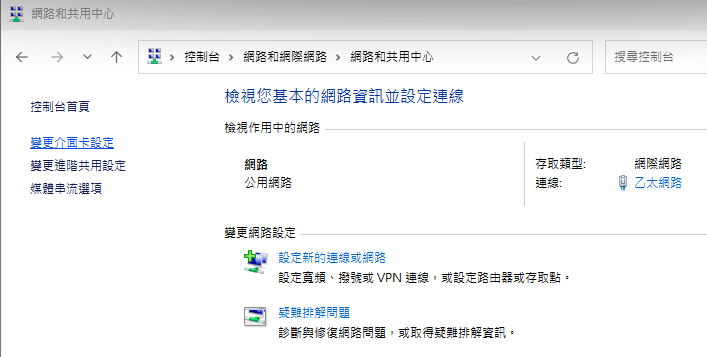 網路和共用中心
控制台 > 網路和網際網路 > 網路和共用中心
搜尋控制台
控制台首頁
變更介面卡設定
變更進階共用設定
媒體串流選項
檢視您基本的網路資訊並設定連線
檢視作用中的網路
網路
公用網路
存取類型: 網際網路
連線: 乙太網路
變更網路設定
設定新的連線或網路
設定寬頻、撥號或 VPN 連線，或設定路由器或存取點。
疑難排解問題
診斷與修復網路問題，或取得疑難排解資訊。